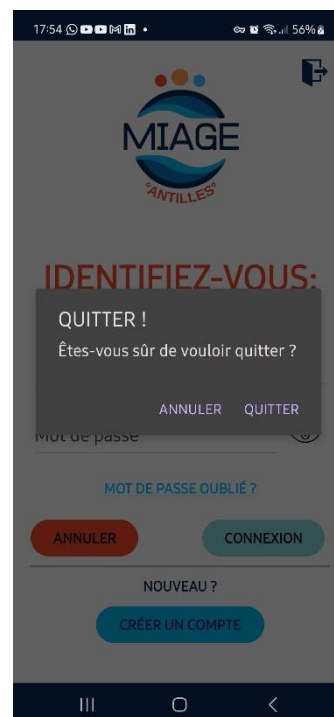 17:54
56%
MIAGE
ANTILLES
IDENTIFIEZ-VOUS:
QUITTER !
Êtes-vous sûr de vouloir quitter ?
ANNULER QUITTER
Mot de passe
MOT DE PASSE OUBLIÉ ?
ANNULER CONNEXION
NOUVEAU ?
CRÉER UN COMPTE